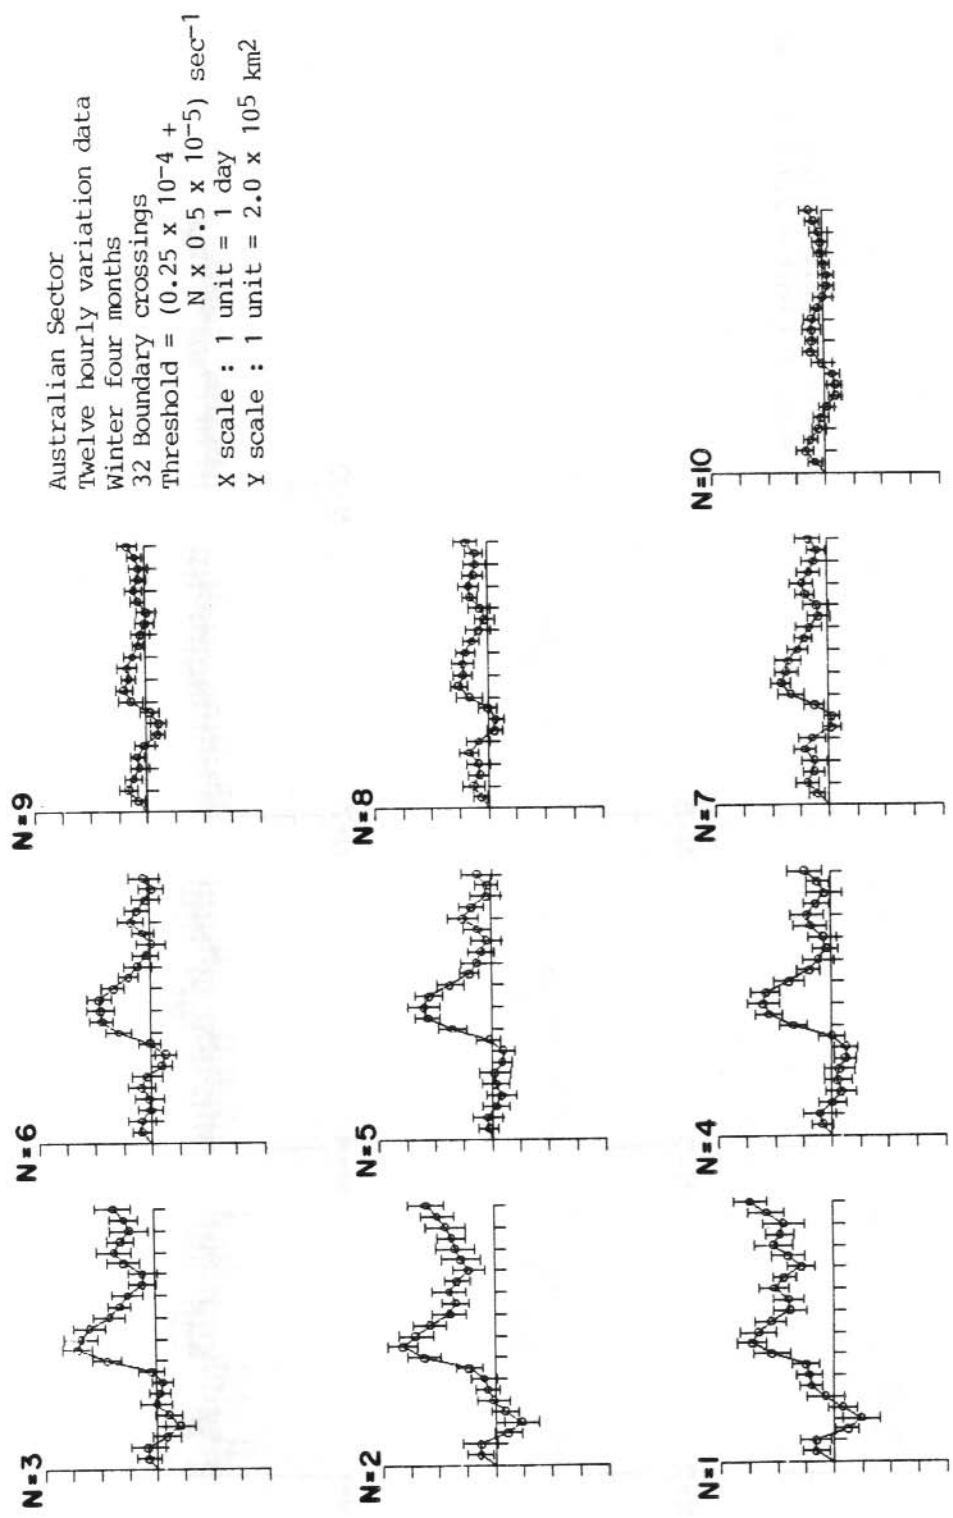 Australian Sector
Twelve hourly variation data
Winter four months
32 Boundary crossings
Threshold = (0.25 x 10-4 +
N x 0.5 x 10-5) sec-1
X scale : 1 unit = 1 day
Y scale : 1 unit = 2.0 x 105 km2
N=3
N=6
N=9
N=2
N=5
N=8
N=1
N=4
N=7
N=10